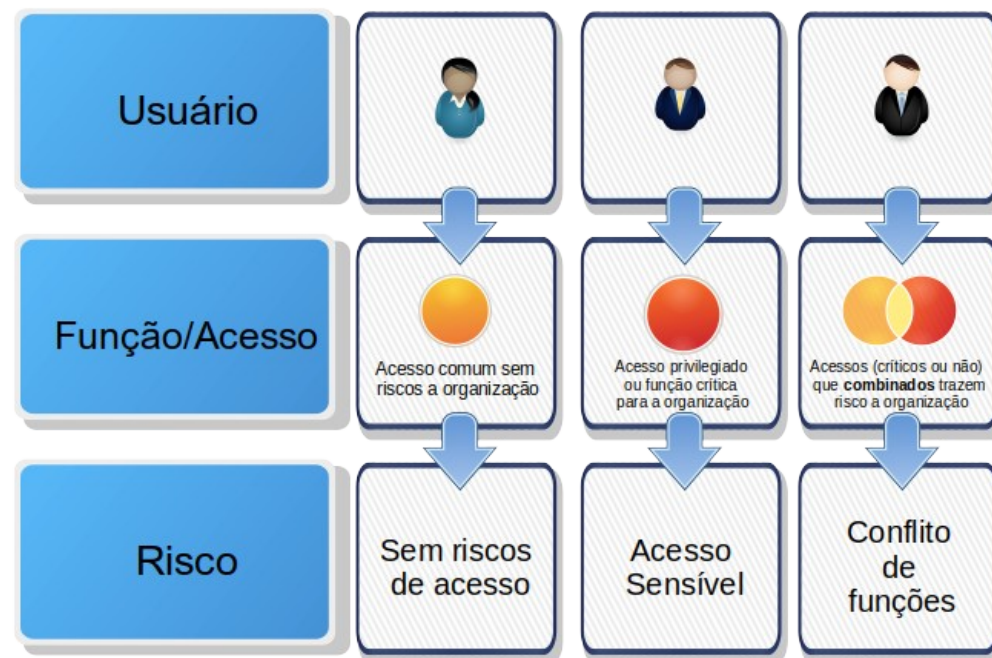 Usuário
Função/Acesso
Acesso comum sem
riscos a organização
Acesso privilegiado
ou função crítica
para a organização
Acessos (críticos ou não)
que combinados trazem
risco a organização
Risco
Sem riscos
de acesso
Acesso
Sensível
Conflito
de
funções